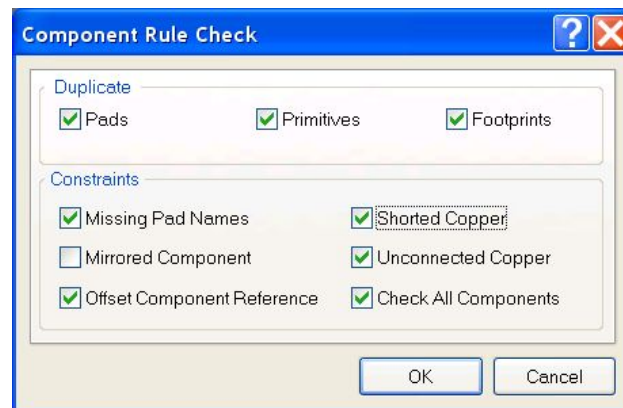 Component Rule Check
Duplicate
Pads Primitives Footprints
Constraints
Missing Pad Names Shorted Copper
Mirrored Component Unconnected Copper
Offset Component Reference Check All Components
OK Cancel